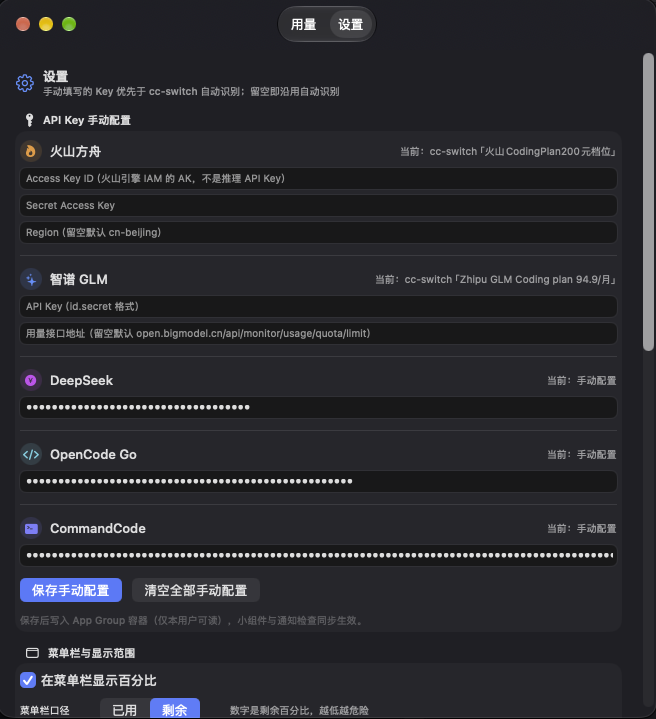 用量 设置
设置
手动填写的 Key 优先于 cc-switch 自动识别；留空即沿用自动识别
API Key 手动配置
火山方舟 当前：cc-switch「火山CodingPlan200元档位」
Access Key ID (火山引擎 IAM 的 AK，不是推理 API Key)
Secret Access Key
Region (留空默认 cn-beijing)
智谱 GLM 当前：cc-switch「Zhipu GLM Coding plan 94.9/月」
API Key (id.secret 格式)
用量接口地址 (留空默认 open.bigmodel.cn/api/monitor/usage/quota/limit)
¥ DeepSeek 当前：手动配置
</> OpenCode Go 当前：手动配置
CommandCode 当前：手动配置
保存手动配置 清空全部手动配置
保存后写入 App Group 容器（仅本用户可读），小组件与通知检查同步生效。
菜单栏与显示范围
在菜单栏显示百分比
菜单栏口径 已用 剩余 数字是剩余百分比，越低越危险